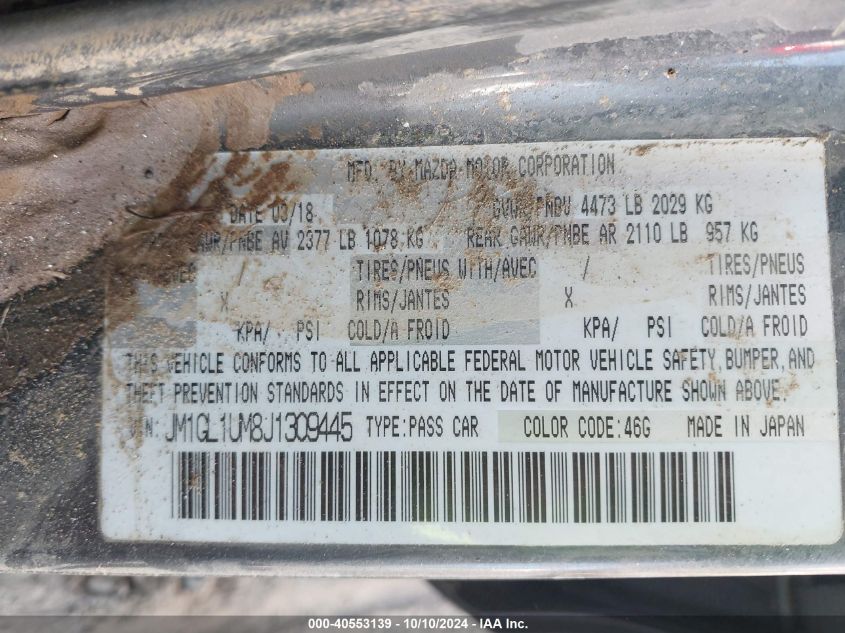 MFD. BY MAZDA MOTOR CORPORATION
DATE 03/18 GVWR/PNBV 4473 LB 2029 KG
GAWR/PNBE AV 2377 LB 1078 KG REAR GAWR/PNBE AR 2110 LB 957 KG
/ TIRES/PNEUS WITH/AVEC / TIRES/PNEUS
X RIMS/JANTES X RIMS/JANTES
KPA/ PSI COLD/A FROID KPA/ PSI COLD/A FROID
THIS VEHICLE CONFORMS TO ALL APPLICABLE FEDERAL MOTOR VEHICLE SAFETY, BUMPER, AND
THEFT PREVENTION STANDARDS IN EFFECT ON THE DATE OF MANUFACTURE SHOWN ABOVE.
VIN: JM1GL1UM8J1309445 TYPE:PASS CAR COLOR CODE:46G MADE IN JAPAN
000-40553139 - 10/10/2024 - IAA Inc.